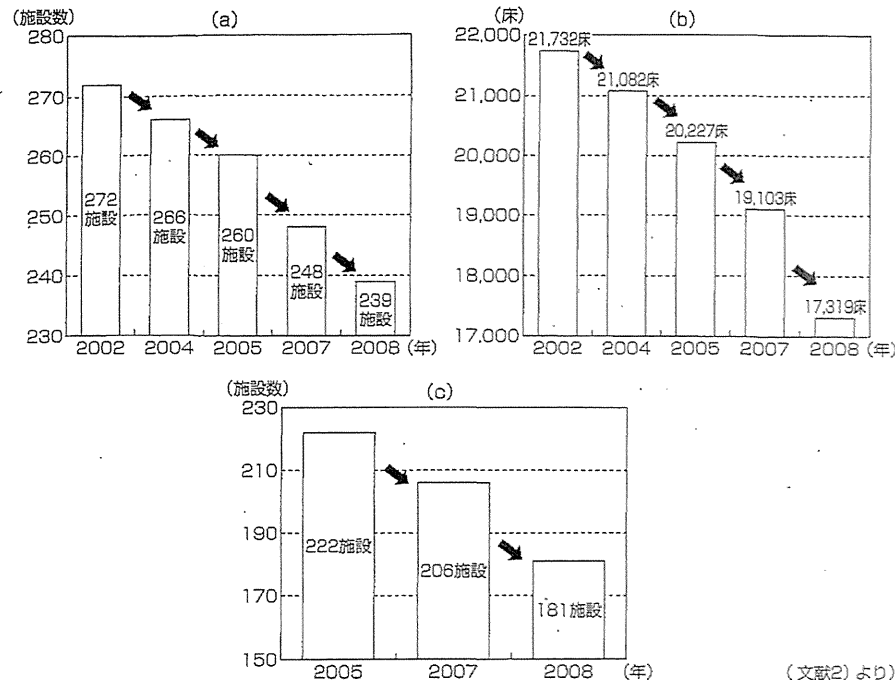 (施設数)
(a)
280
270
260
250
240
230
272
施設
266
施設
260
施設
248
施設
239
施設
2002
2004
2005
2007
2008
(年)
(床)
(b)
22,000
21,000
20,000
19,000
18,000
17,000
21,732床
21,082床
20,227床
19,103床
17,319床
2002
2004
2005
2007
2008
(年)
(施設数)
(c)
230
210
190
170
150
222施設
206施設
181施設
2005
2007
2008
(年)
(文献2)より)